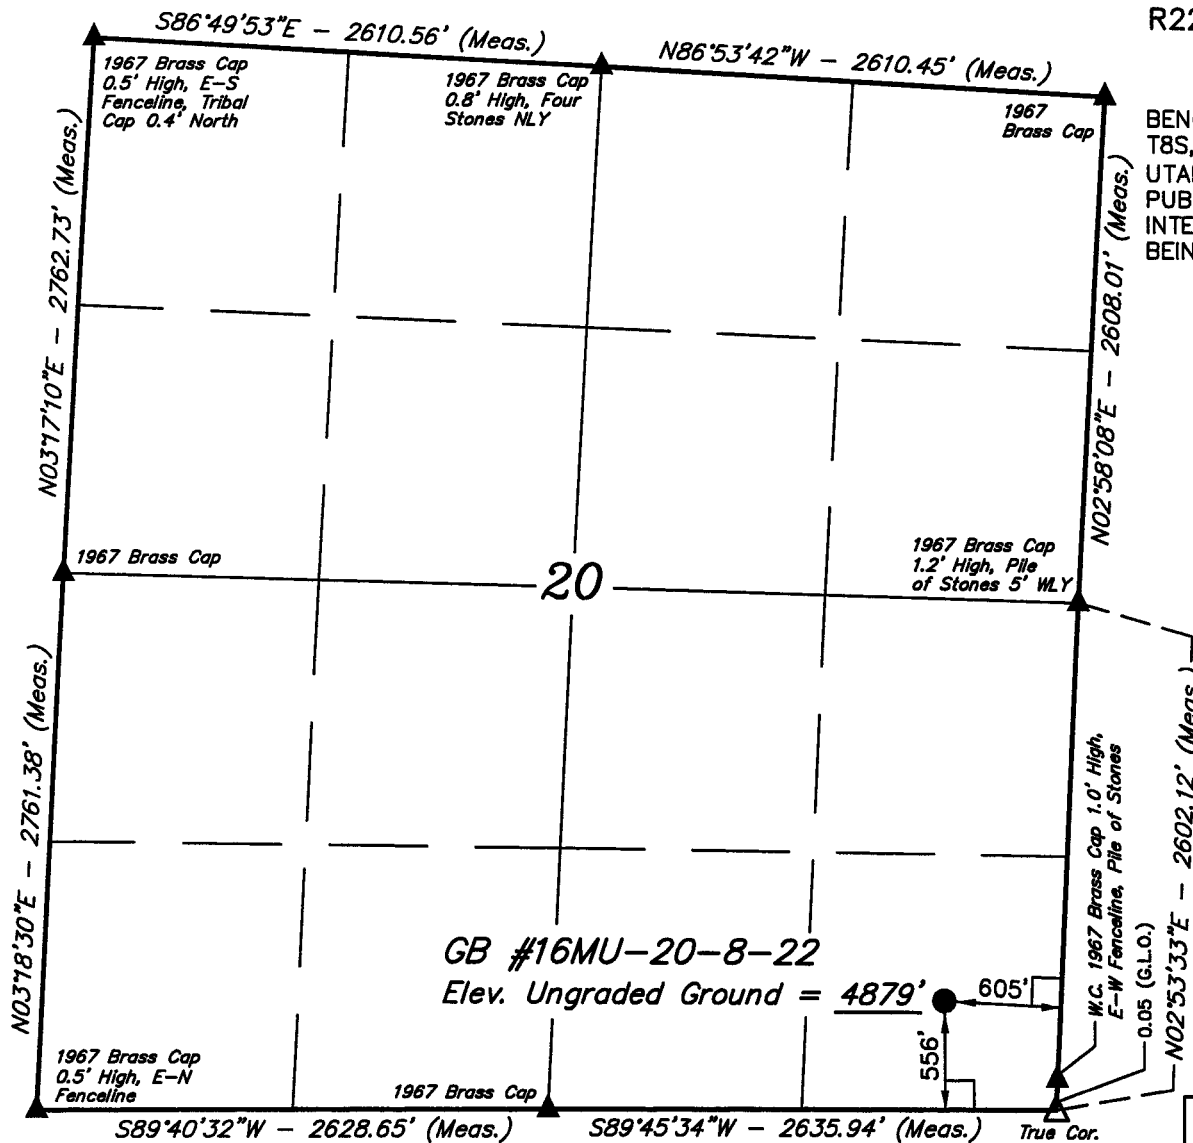 S86°49'53"E - 2610.56' (Meas.)
N86°53'42"W - 2610.45' (Meas.)
R22
1967 Brass Cap
0.5' High, E-S
Fenceline, Tribal
Cap 0.4' North
1967 Brass Cap
0.8' High, Four
Stones NLY
1967
Brass Cap
T8S,
UTA
PUB
INTE
BEIN
N03°17'10"E - 2762.73' (Meas.)
N02°58'08"E - 2608.01' (Meas.)
1967 Brass Cap
20
1967 Brass Cap
1.2' High, Pile
of Stones 5' WLY
N03°18'30"E - 2761.38' (Meas.)
W.C. 1967 Brass Cap 1.0' High,
E-W Fenceline, Pile of Stones
0.05 (G.L.O.)
N02°53'33"E - 2602.12' (Meas.)
GB #16MU-20-8-22
Elev. Ungraded Ground = 4879'
605'
556'
1967 Brass Cap
0.5' High, E-N
Fenceline
1967 Brass Cap
S89°40'32"W - 2628.65' (Meas.)
S89°45'34"W - 2635.94' (Meas.)
True Cor.